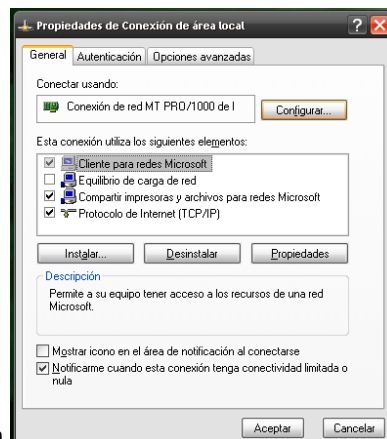 Propiedades de Conexión de área local
General Autenticación Opciones avanzadas
Conectar usando:
Conexión de red MT PRO/1000 de I
Configurar...
Esta conexión utiliza los siguientes elementos:
Cliente para redes Microsoft
Equilibrio de carga de red
Compartir impresoras y archivos para redes Microsoft
Protocolo de Internet (TCP/IP)
Instalar... Desinstalar Propiedades
Descripción
Permite a su equipo tener acceso a los recursos de una red
Microsoft.
Mostrar icono en el área de notificación al conectarse
Notificarme cuando esta conexión tenga conectividad limitada o
nula
Aceptar Cancelar